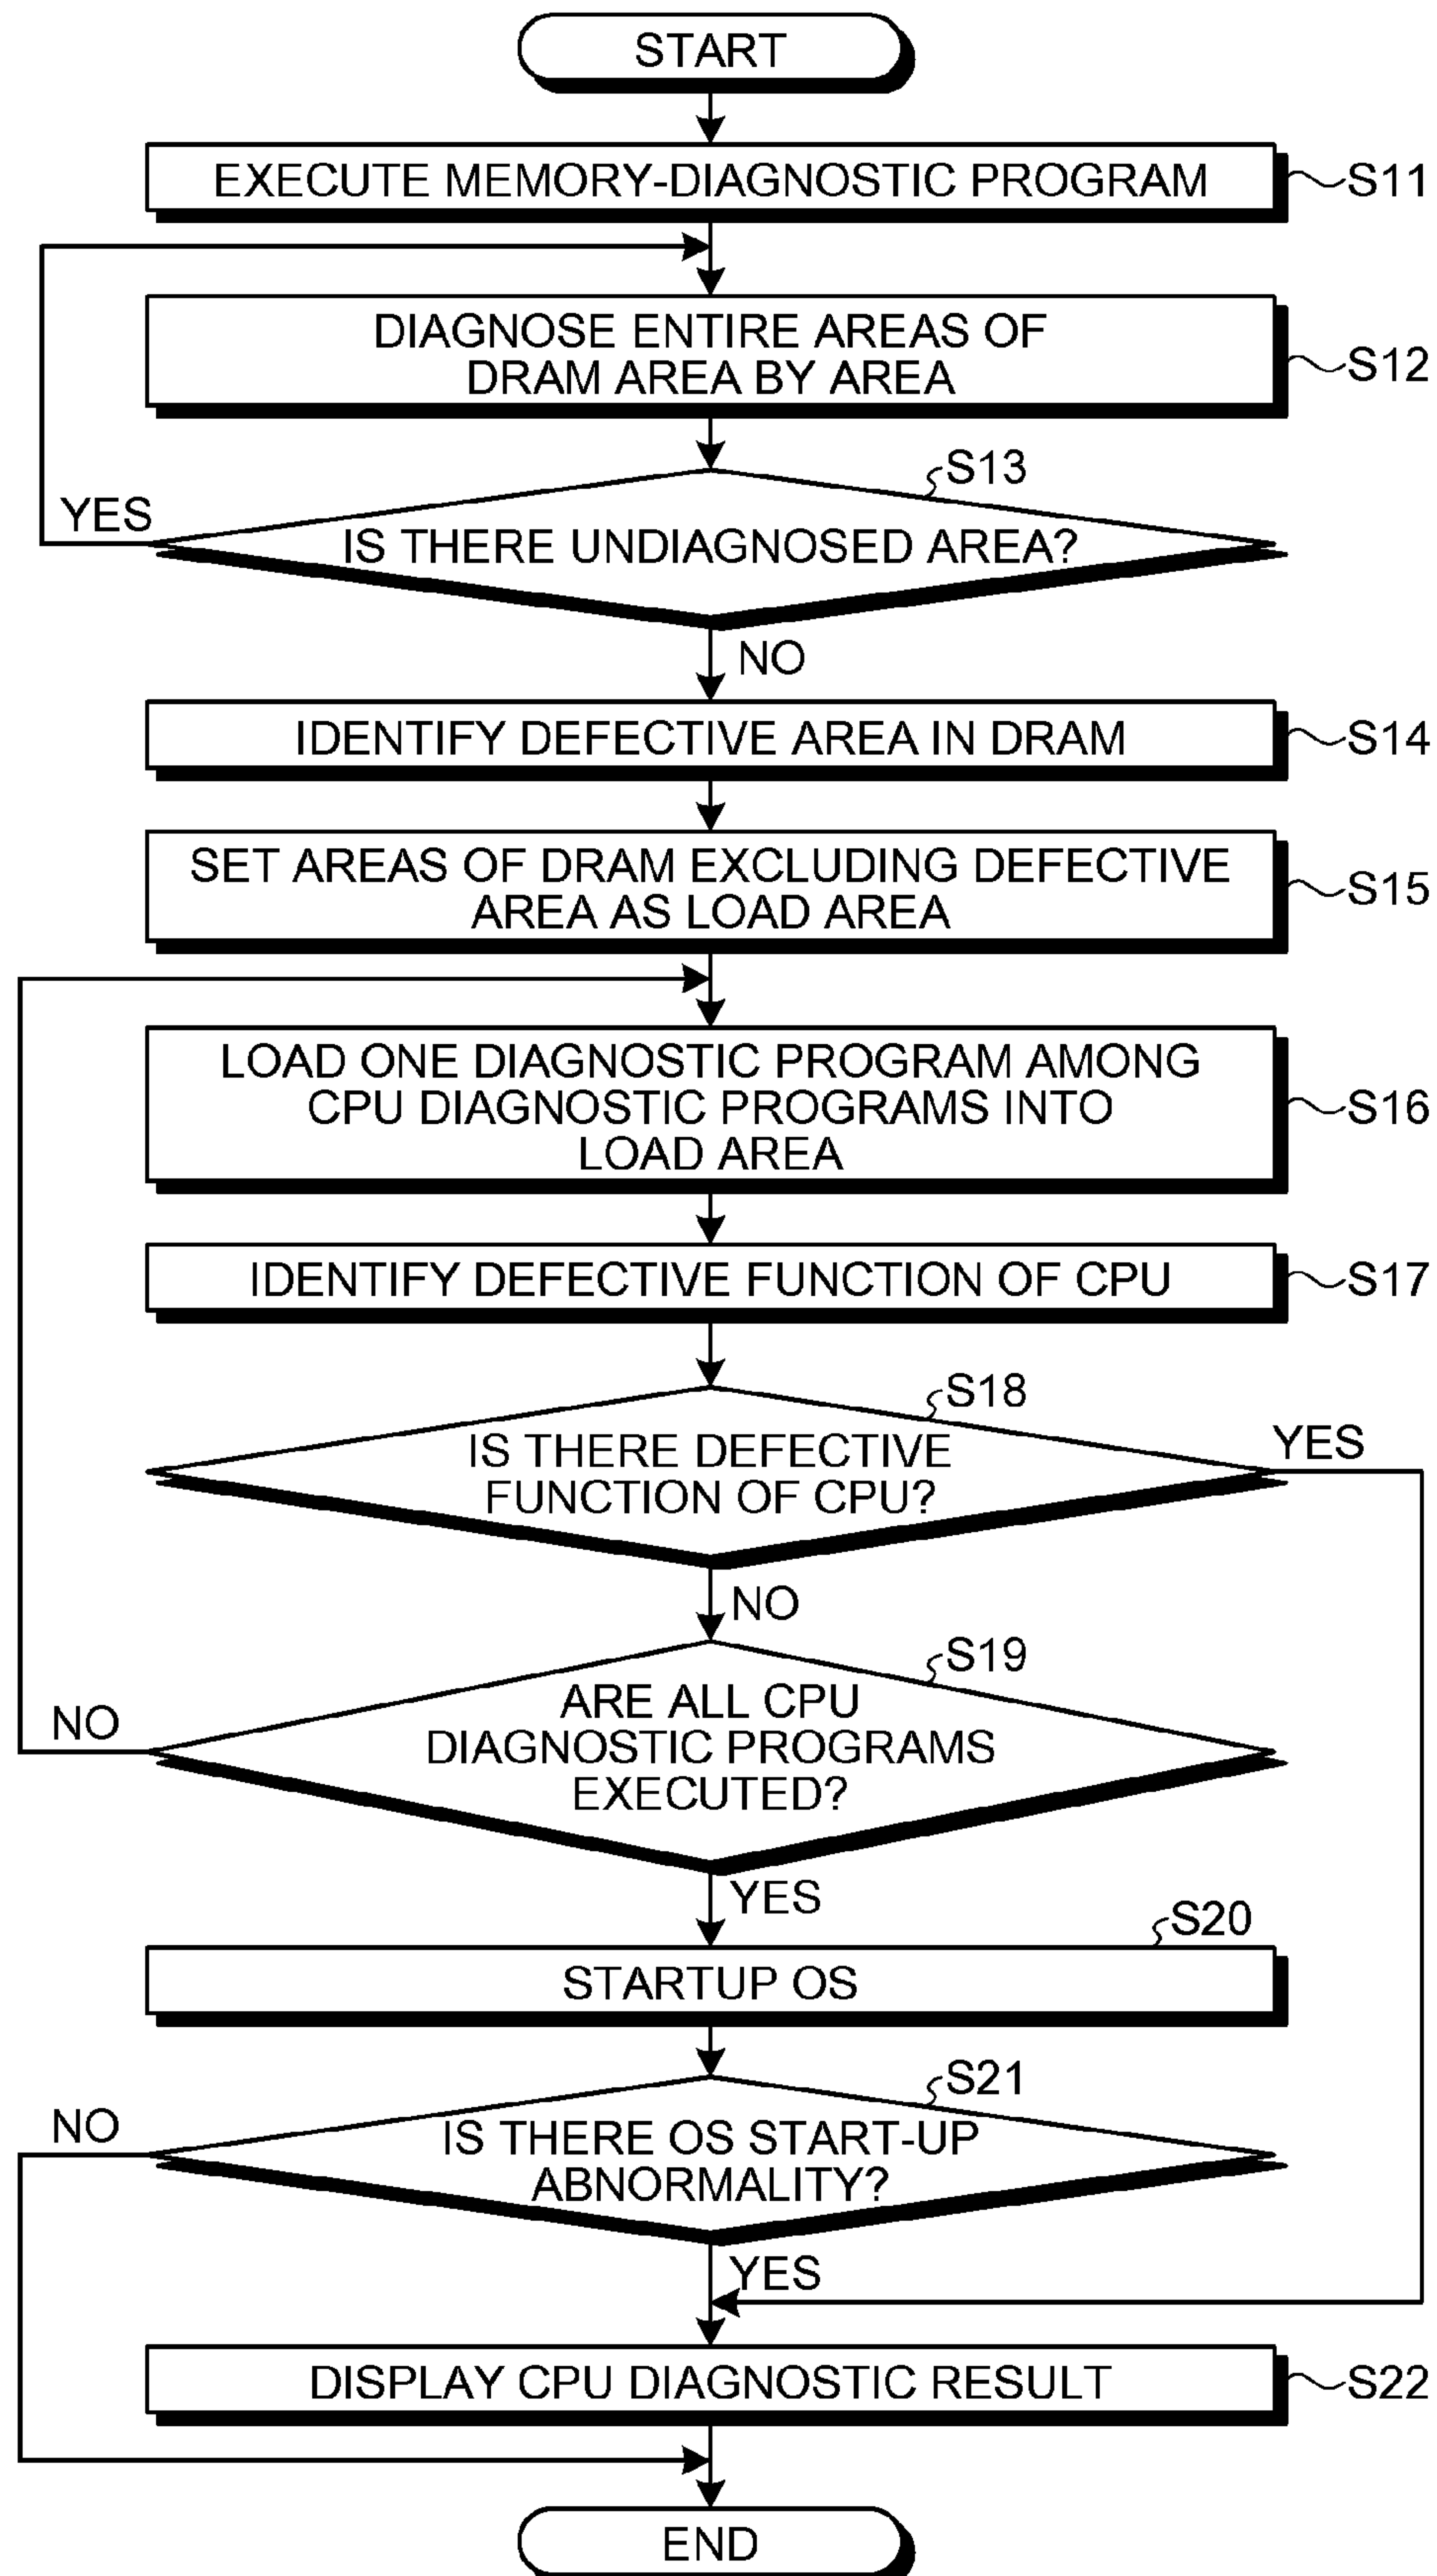 START
EXECUTE MEMORY-DIAGNOSTIC PROGRAM
S11
DIAGNOSE ENTIRE AREAS OF
DRAM AREA BY AREA
S12
S13
YES
IS THERE UNDIAGNOSED AREA?
NO
IDENTIFY DEFECTIVE AREA IN DRAM
S14
SET AREAS OF DRAM EXCLUDING DEFECTIVE
AREA AS LOAD AREA
S15
LOAD ONE DIAGNOSTIC PROGRAM AMONG
CPU DIAGNOSTIC PROGRAMS INTO
LOAD AREA
S16
IDENTIFY DEFECTIVE FUNCTION OF CPU
S17
S18
YES
IS THERE DEFECTIVE
FUNCTION OF CPU?
NO
S19
NO
ARE ALL CPU
DIAGNOSTIC PROGRAMS
EXECUTED?
YES
S20
STARTUP OS
S21
NO
IS THERE OS START-UP
ABNORMALITY?
YES
DISPLAY CPU DIAGNOSTIC RESULT
S22
END